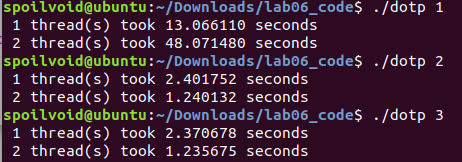 spoilvoid@ubuntu:~/Downloads/lab06_code$ ./dotp 1
1 thread(s) took 13.066110 seconds
2 thread(s) took 48.071480 seconds
spoilvoid@ubuntu:~/Downloads/lab06_code$ ./dotp 2
1 thread(s) took 2.401752 seconds
2 thread(s) took 1.240132 seconds
spoilvoid@ubuntu:~/Downloads/lab06_code$ ./dotp 3
1 thread(s) took 2.370678 seconds
2 thread(s) took 1.235675 seconds